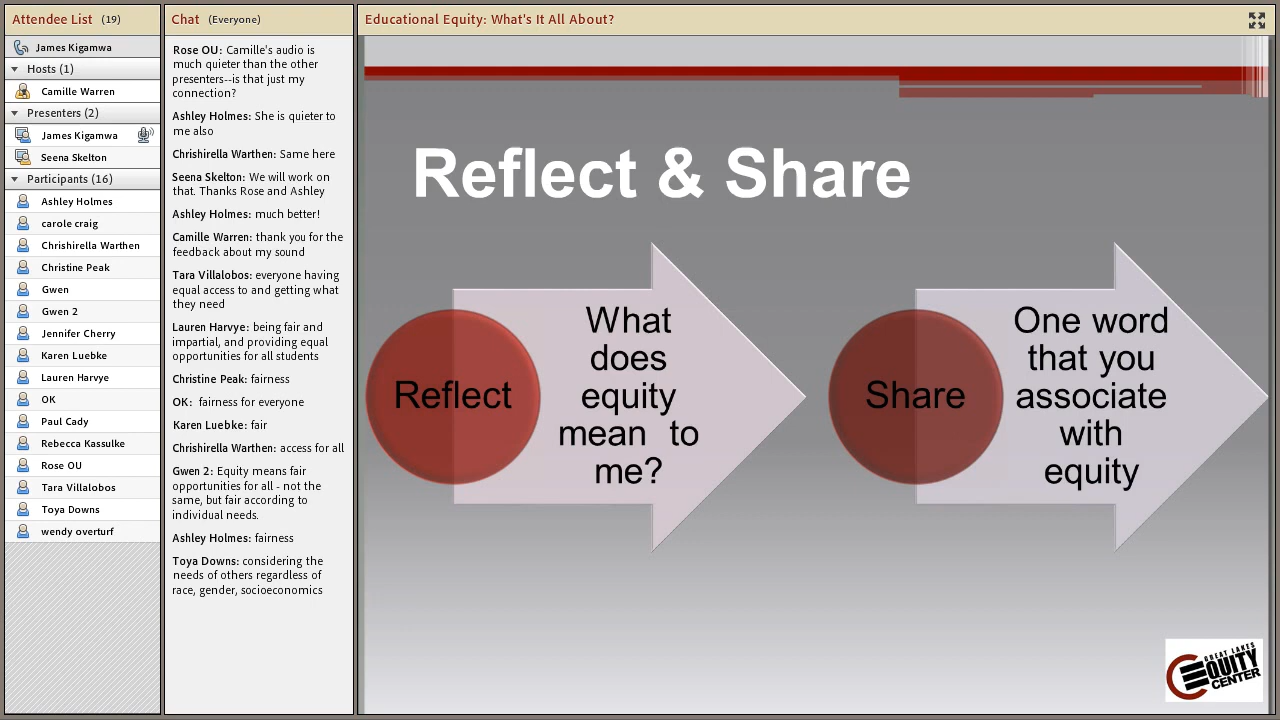 Attendee List (19)
James Kigamwa
Hosts (1)
Camille Warren
Presenters (2)
James Kigamwa
Seena Skelton
Participants (16)
Ashley Holmes
carole craig
Chrishirella Warthen
Christine Peak
Gwen
Gwen 2
Jennifer Cherry
Karen Luebke
Lauren Harvye
OK
Paul Cady
Rebecca Kassulke
Rose OU
Tara Villalobos
Toya Downs
wendy overturf
Chat (Everyone)
Rose OU: Camille's audio is
much quieter than the other
presenters--is that just my
connection?
Ashley Holmes: She is quieter to
me also
Chrishirella Warthen: Same here
Seena Skelton: We will work on
that. Thanks Rose and Ashley
Ashley Holmes: much better!
Camille Warren: thank you for the
feedback about my sound
Tara Villalobos: everyone having
equal access to and getting what
they need
Lauren Harvye: being fair and
impartial, and providing equal
opportunities for all students
Christine Peak: fairness
OK: fairness for everyone
Karen Luebke: fair
Chrishirella Warthen: access for all
Gwen 2: Equity means fair
opportunities for all - not the
same, but fair according to
individual needs.
Ashley Holmes: fairness
Toya Downs: considering the
needs of others regardless of
race, gender, socioeconomics
Educational Equity: What's It All About?
Reflect & Share
Reflect
What
does
equity
mean to
me?
Share
One word
that you
associate
with
equity
GREAT LAKES
EQUITY
CENTER